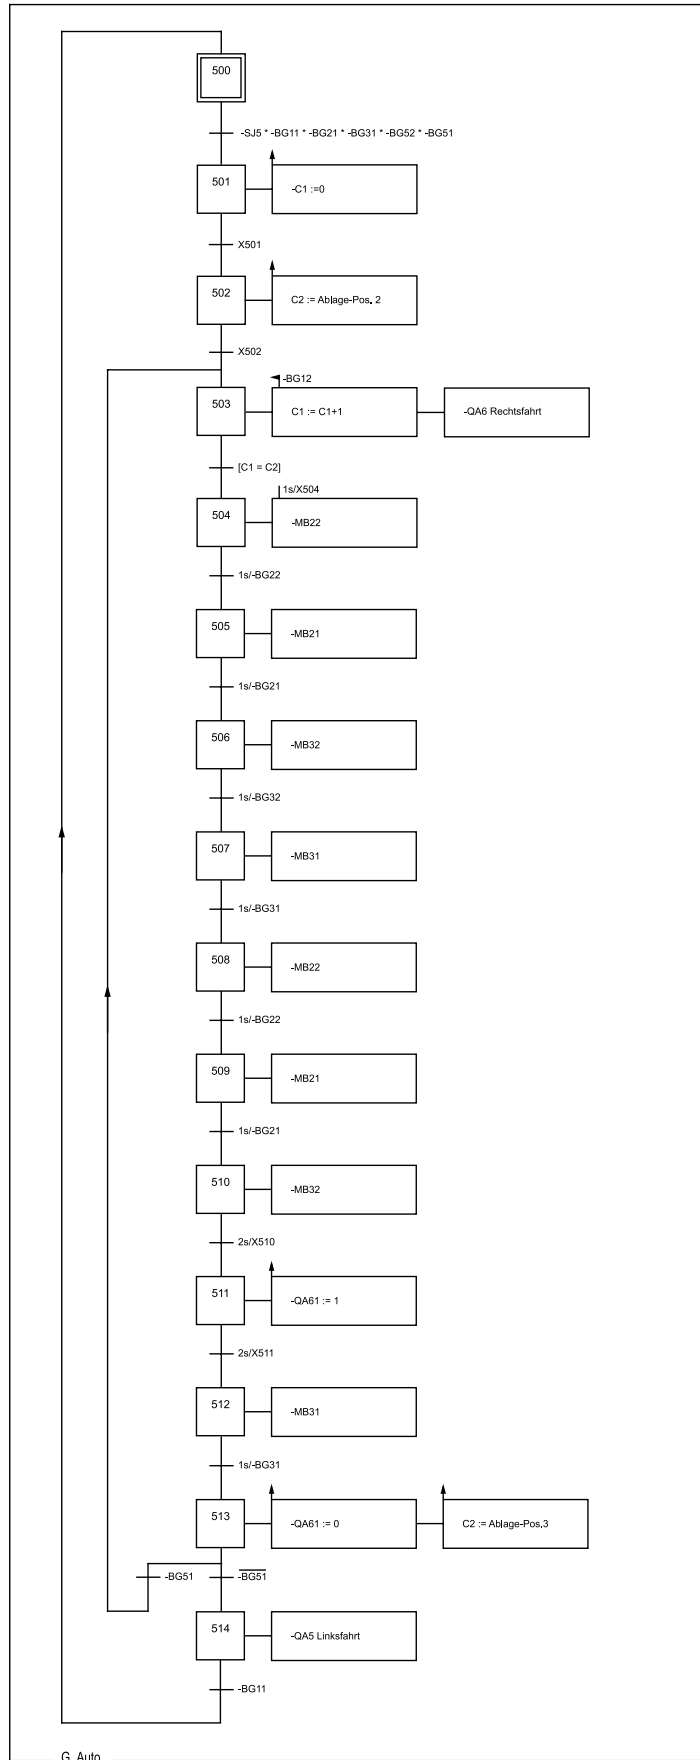 500
-SJ5 * -BG11 * -BG21 * -BG31 * -BG52 * -BG51
501
-C1 :=0
X501
502
C2 := Ablage-Pos. 2
X502
-BG12
503
C1 := C1+1
-QA6 Rechtsfahrt
[C1 = C2]
1s/X504
504
-MB22
1s/-BG22
505
-MB21
1s/-BG21
506
-MB32
1s/-BG32
507
-MB31
1s/-BG31
508
-MB22
1s/-BG22
509
-MB21
1s/-BG21
510
-MB32
2s/X510
511
-QA61 := 1
2s/X511
512
-MB31
1s/-BG31
513
-QA61 := 0
C2 := Ablage-Pos.3
-BG51
-BG51
514
-QA5 Linksfahrt
-BG11
G_Auto